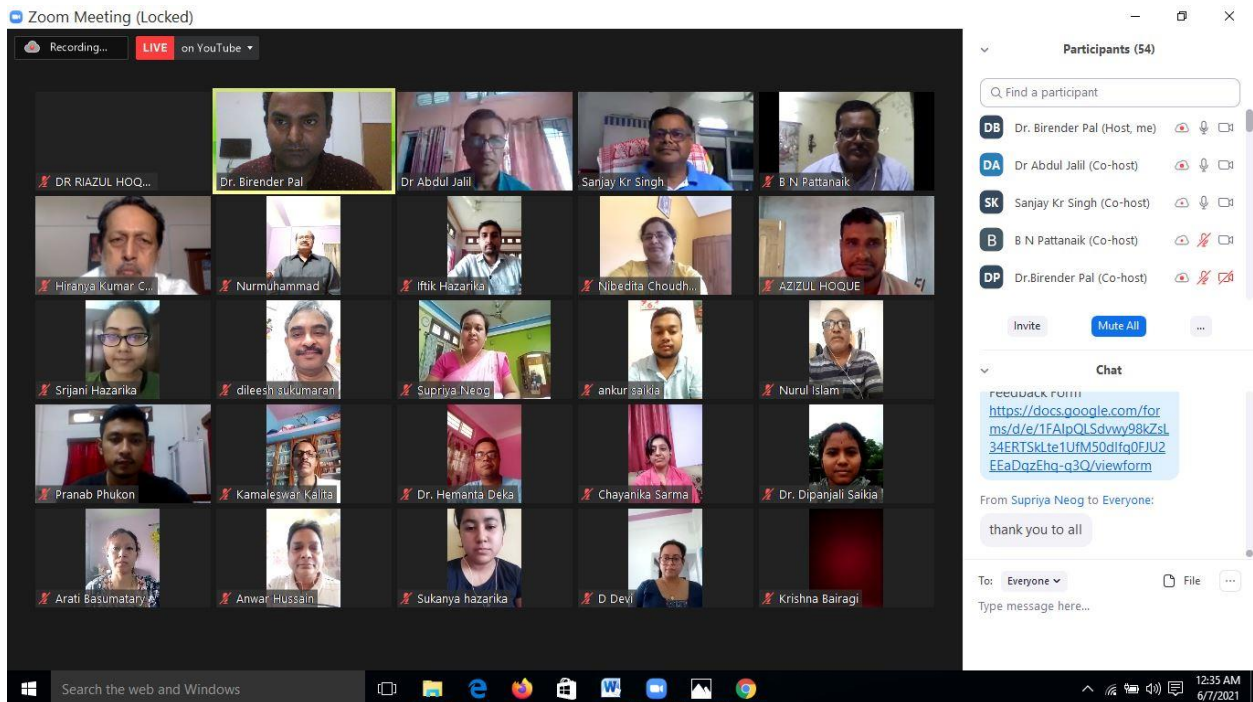 Zoom Meeting (Locked)
Recording...
LIVE on YouTube
DR RIAZUL HOQ...
Dr. Birender Pal
Dr Abdul Jalil
Sanjay Kr Singh
B N Pattanaik
Hiranya Kumar C...
Nurmuhammad
Iftik Hazarika
Nibedita Choudh...
AZIZUL HOQUE
Srijani Hazarika
dileesh sukumaran
Supriya Neog
ankur saikia
Nurul Islam
Pranab Phukon
Kamaleswar Kalita
Dr. Hemanta Deka
Chayanika Sarma
Dr. Dipanjali Saikia
Arati Basumatary
Anwar Hussain
Sukanya hazarika
D Devi
Krishna Bairagi
Participants (54)
Find a participant
DB Dr. Birender Pal (Host, me)
DA Dr Abdul Jalil (Co-host)
SK Sanjay Kr Singh (Co-host)
B B N Pattanaik (Co-host)
DP Dr.Birender Pal (Co-host)
Invite
Mute All
...
Chat
Feedback Form
https://docs.google.com/for
ms/d/e/1FAIpQLSdvwy98kZsL
34ERTSkLte1UfM50dIfq0FJU2
EEaDqzEhq-q3Q/viewform
From Supriya Neog to Everyone:
thank you to all
To: Everyone
File
...
Type message here...
Search the web and Windows
12:35 AM
6/7/2021